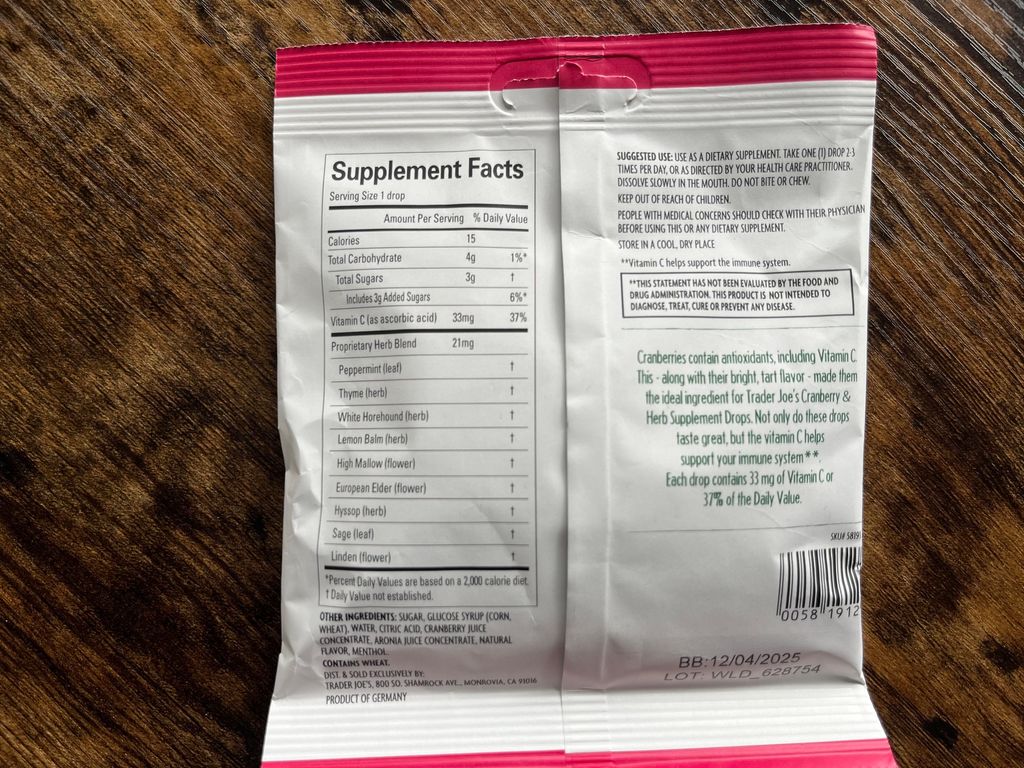 Supplement Facts
Serving Size 1 drop
Amount Per Serving % Daily Value
Calories 15
Total Carbohydrate 4g 1%*
Total Sugars 3g †
Includes 3g Added Sugars 6%*
Vitamin C (as ascorbic acid) 33mg 37%
Proprietary Herb Blend 21mg
Peppermint (leaf) †
Thyme (herb) †
White Horehound (herb) †
Lemon Balm (herb) †
High Mallow (flower) †
European Elder (flower) †
Hyssop (herb) †
Sage (leaf) †
Linden (flower) †
*Percent Daily Values are based on a 2,000 calorie diet.
† Daily Value not established.
OTHER INGREDIENTS: SUGAR, GLUCOSE SYRUP (CORN,
WHEAT), WATER, CITRIC ACID, CRANBERRY JUICE
CONCENTRATE, ARONIA JUICE CONCENTRATE, NATURAL
FLAVOR, MENTHOL.
CONTAINS WHEAT.
DIST. & SOLD EXCLUSIVELY BY:
TRADER JOE'S, 800 SO. SHAMROCK AVE., MONROVIA, CA 91016
PRODUCT OF GERMANY
SUGGESTED USE: USE AS A DIETARY SUPPLEMENT. TAKE ONE (1) DROP 2-3
TIMES PER DAY, OR AS DIRECTED BY YOUR HEALTH CARE PRACTITIONER.
DISSOLVE SLOWLY IN THE MOUTH. DO NOT BITE OR CHEW.
KEEP OUT OF REACH OF CHILDREN.
PEOPLE WITH MEDICAL CONCERNS SHOULD CHECK WITH THEIR PHYSICIAN
BEFORE USING THIS OR ANY DIETARY SUPPLEMENT.
STORE IN A COOL, DRY PLACE
**Vitamin C helps support the immune system.
**THIS STATEMENT HAS NOT BEEN EVALUATED BY THE FOOD AND
DRUG ADMINISTRATION. THIS PRODUCT IS NOT INTENDED TO
DIAGNOSE, TREAT, CURE OR PREVENT ANY DISEASE.
Cranberries contain antioxidants, including Vitamin C.
This - along with their bright, tart flavor - made them
the ideal ingredient for Trader Joe's Cranberry &
Herb Supplement Drops. Not only do these drops
taste great, but the vitamin C helps
support your immune system**.
Each drop contains 33 mg of Vitamin C or
37% of the Daily Value.
SKU# 5819
0058 1912
BB:12/04/2025
LOT: WLD_628754